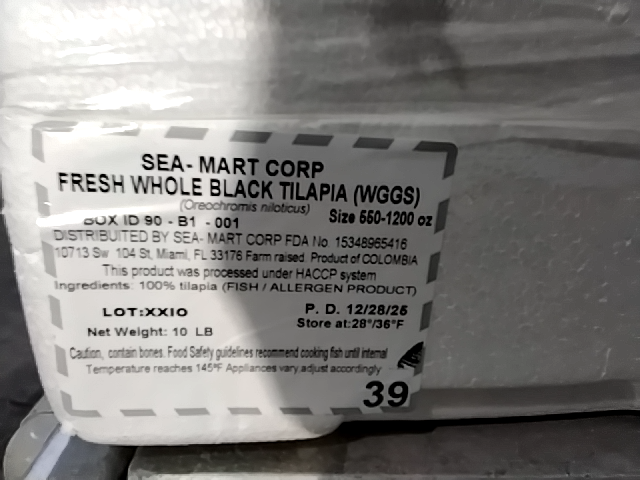 SEA- MART CORP
FRESH WHOLE BLACK TILAPIA (WGGS)
(Oreochromis niloticus)
BOX ID 90 - B1 - 001 Size 550-1200 oz
DISTRIBUTED BY SEA- MART CORP FDA No. 15348965416
10713 Sw 104 St, Miami, FL 33176 Farm raised. Product of COLOMBIA
This product was processed under HACCP system
Ingredients: 100% tilapia (FISH / ALLERGEN PRODUCT)
LOT:XXIO P. D. 12/28/25
Net Weight: 10 LB Store at:28°/36°F
Caution, contain bones. Food Safety guidelines recommend cooking fish until internal
Temperature reaches 145°F Appliances vary,adjust accordingly
39